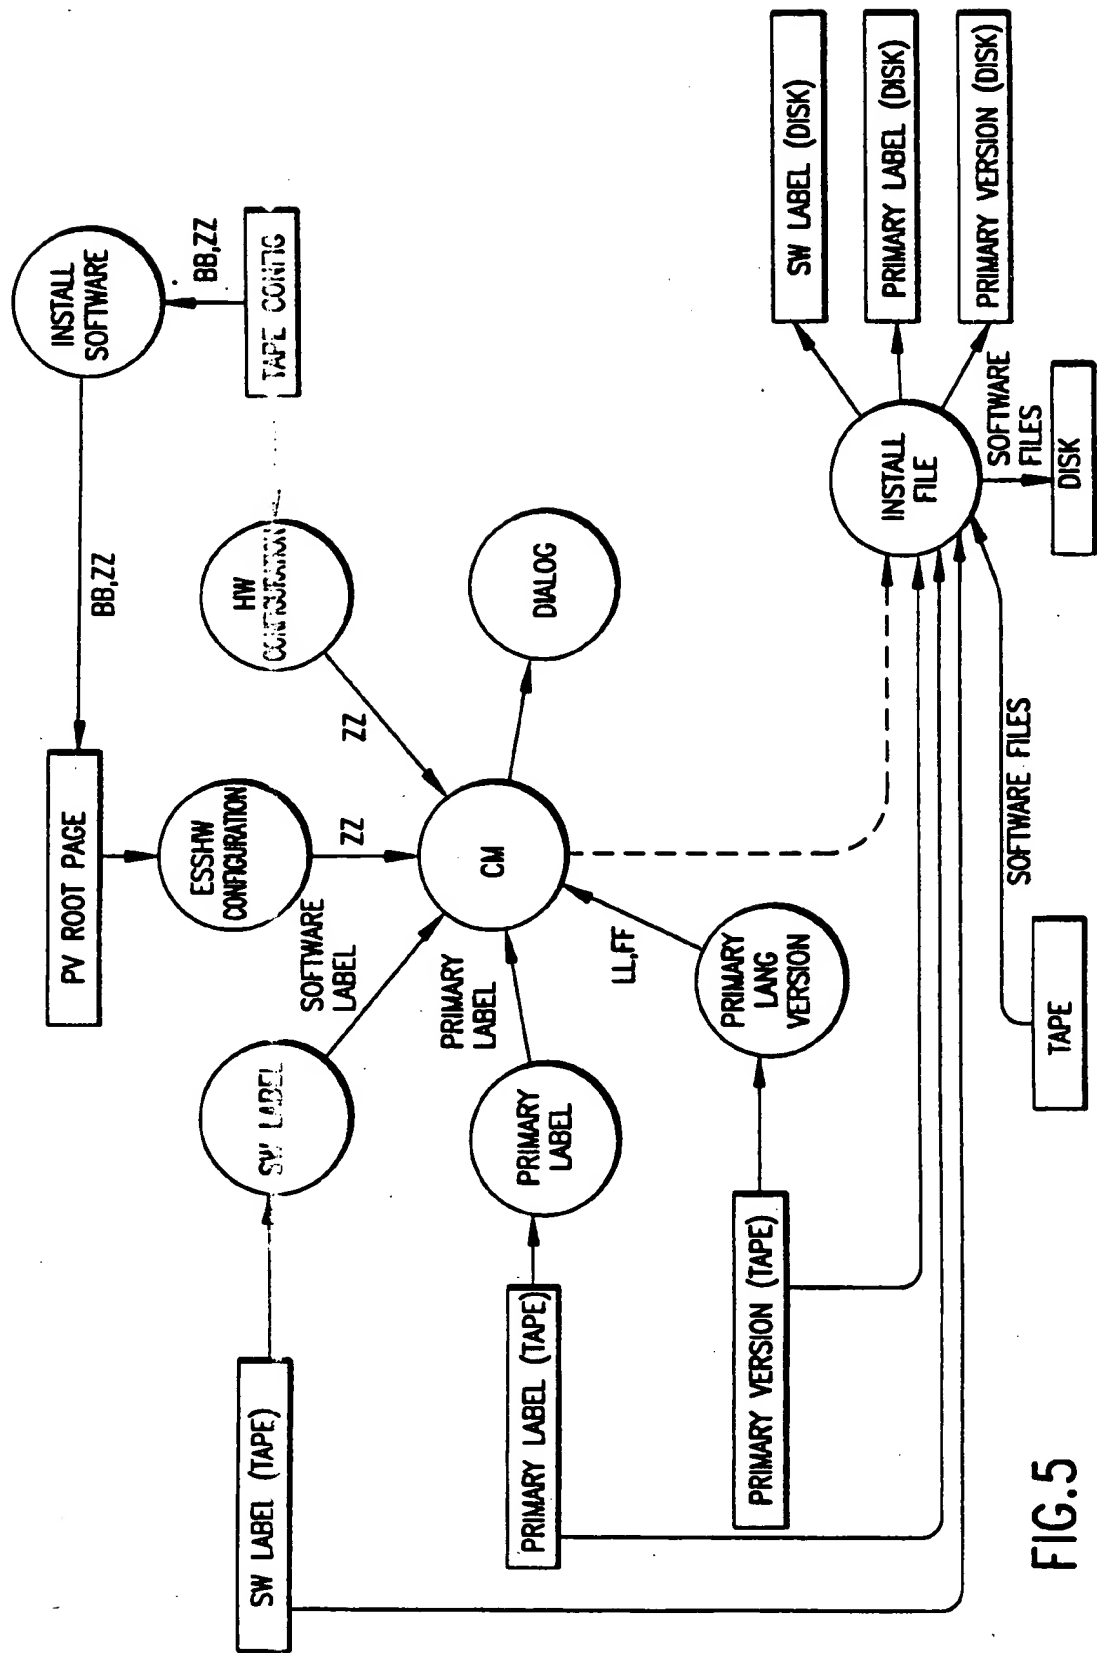 INSTALL
SOFTWARE
BB,ZZ
TAPE CONFIG
BB,ZZ
PV ROOT PAGE
ESSHW
CONFIGURATION
HW
CONFIGURATION
ZZ
ZZ
SW LABEL (TAPE)
SW LABEL
SOFTWARE
LABEL
CM
DIALOG
PRIMARY LABEL (TAPE)
PRIMARY
LABEL
PRIMARY
LABEL
LL,FF
PRIMARY VERSION (TAPE)
PRIMARY
LANG
VERSION
SW LABEL (DISK)
PRIMARY LABEL (DISK)
PRIMARY VERSION (DISK)
INSTALL
FILE
SOFTWARE
FILES
DISK
TAPE
SOFTWARE FILES
FIG.5